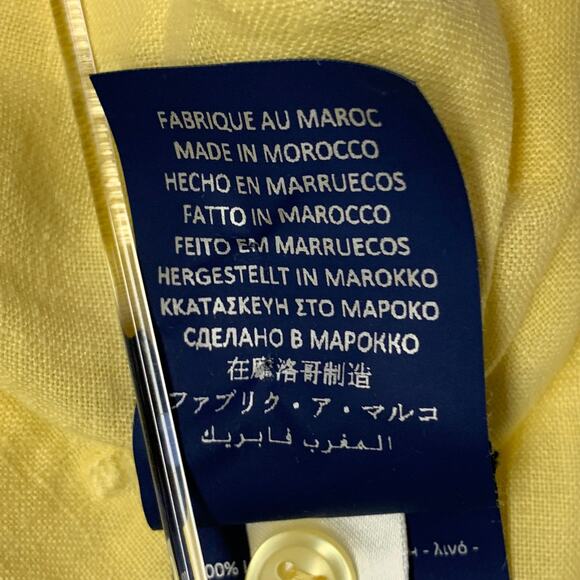 FABRIQUE AU MAROC
MADE IN MOROCCO
HECHO EN MARRUECOS
FATTO IN MAROCCO
FEITO EM MARRUECOS
HERGESTELLT IN MAROKKO
ΚΚΑΤΑΣΚΕΥΗ ΣΤΟ ΜΑΡΟΚΟ
СДЕЛАНО В МАРОККО
在摩洛哥制造
ファブリク・ア・マルコ
المغرب فابريك
100%
- λινό -